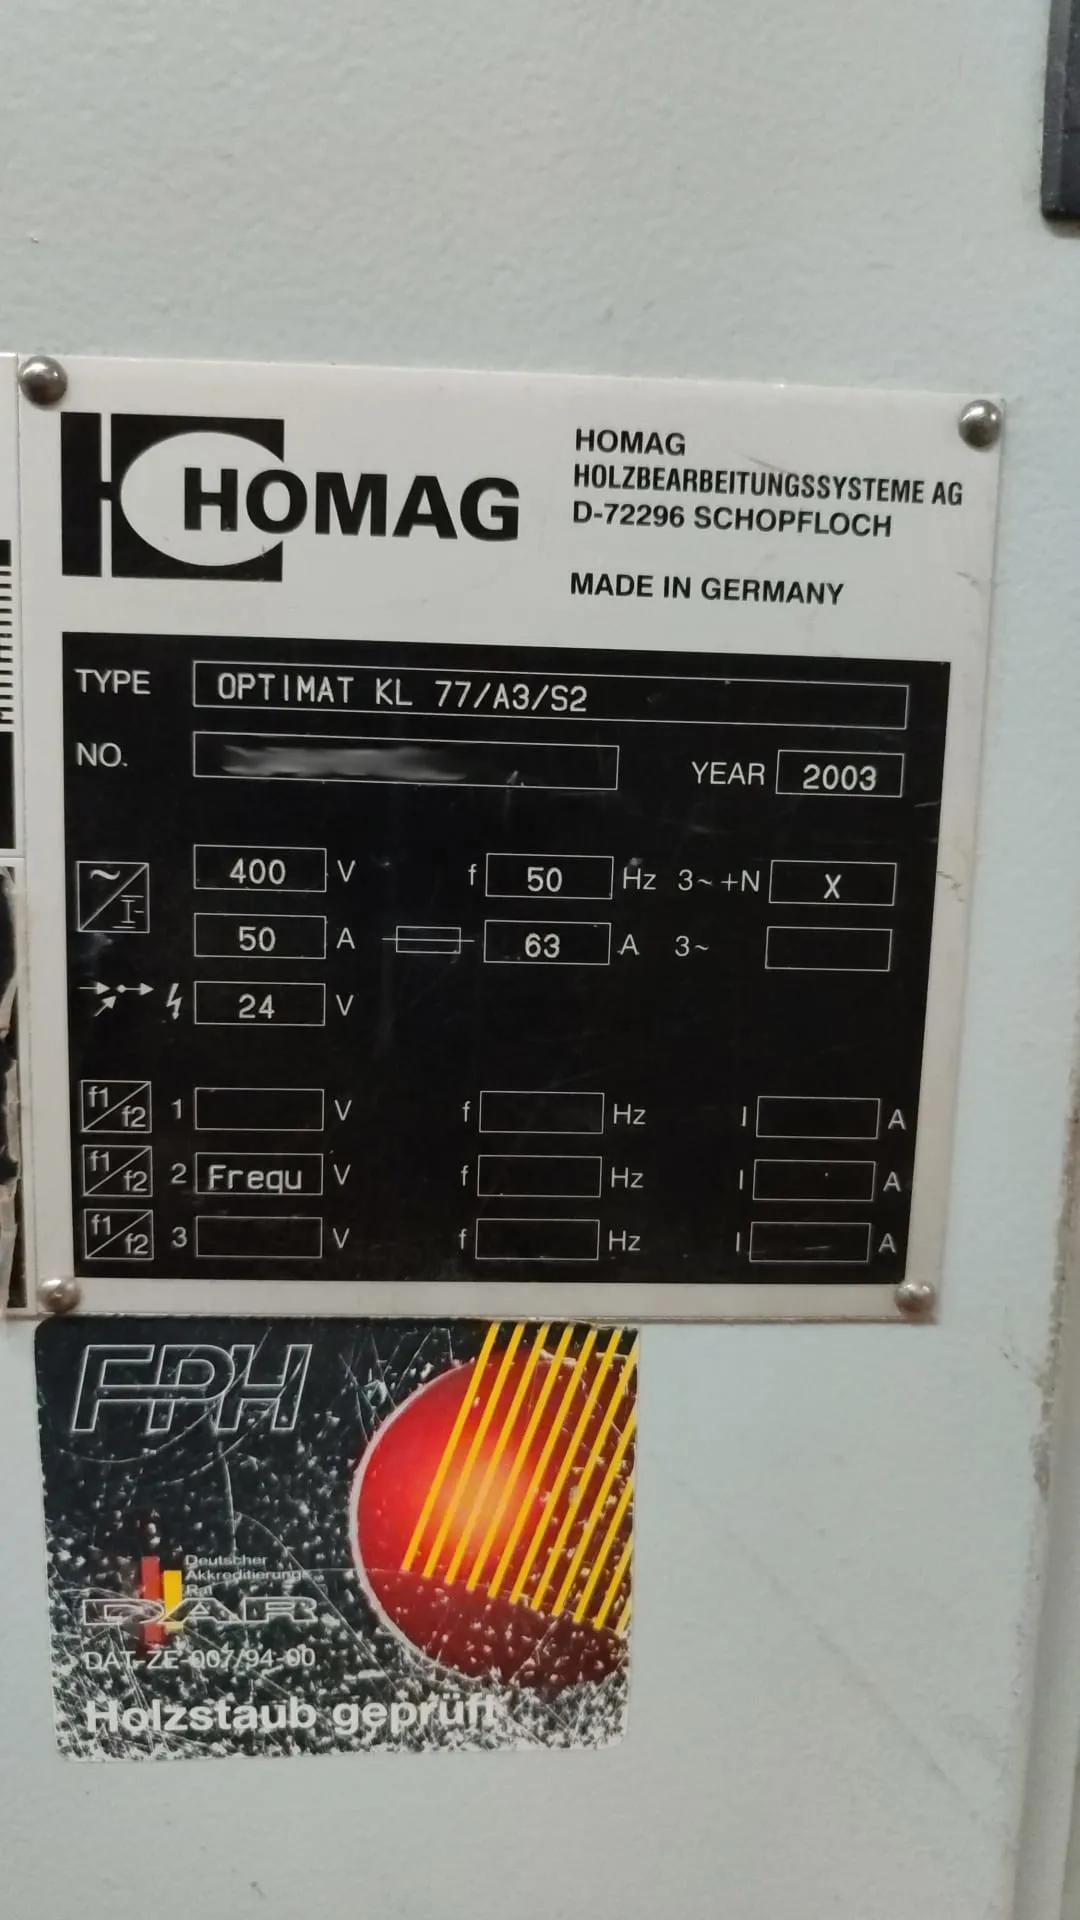 HOMAG
HOMAG
HOLZBEARBEITUNGSSYSTEME AG
D-72296 SCHOPFLOCH
MADE IN GERMANY
TYPE OPTIMAT KL 77/A3/S2
NO. YEAR 2003
~ 400 V f 50 Hz 3~+N X
50 A 63 A 3~
24 V
f1/f2 1 V f Hz I A
f1/f2 2 Frequ V f Hz I A
f1/f2 3 V f Hz I A
FPH
Deutscher
Akkreditierungs
Rat
DAR
DAT-ZE-007/94-00
Holzstaub geprüft